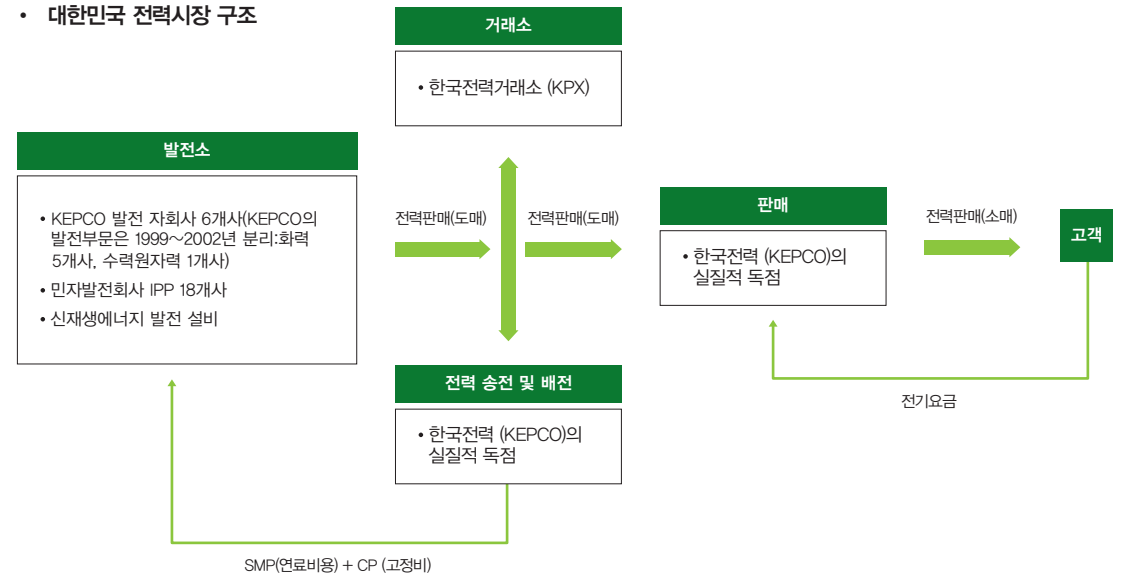 • 대한민국 전력시장 구조
거래소
• 한국전력거래소 (KPX)
발전소
• KEPCO 발전 자회사 6개사(KEPCO의
발전부문은 1999~2002년 분리:화력
5개사, 수력원자력 1개사)
• 민자발전회사 IPP 18개사
• 신재생에너지 발전 설비
전력판매(도매)
전력판매(도매)
판매
• 한국전력 (KEPCO)의
실질적 독점
전력판매(소매)
고객
전력 송전 및 배전
• 한국전력 (KEPCO)의
실질적 독점
전기요금
SMP(연료비용) + CP (고정비)